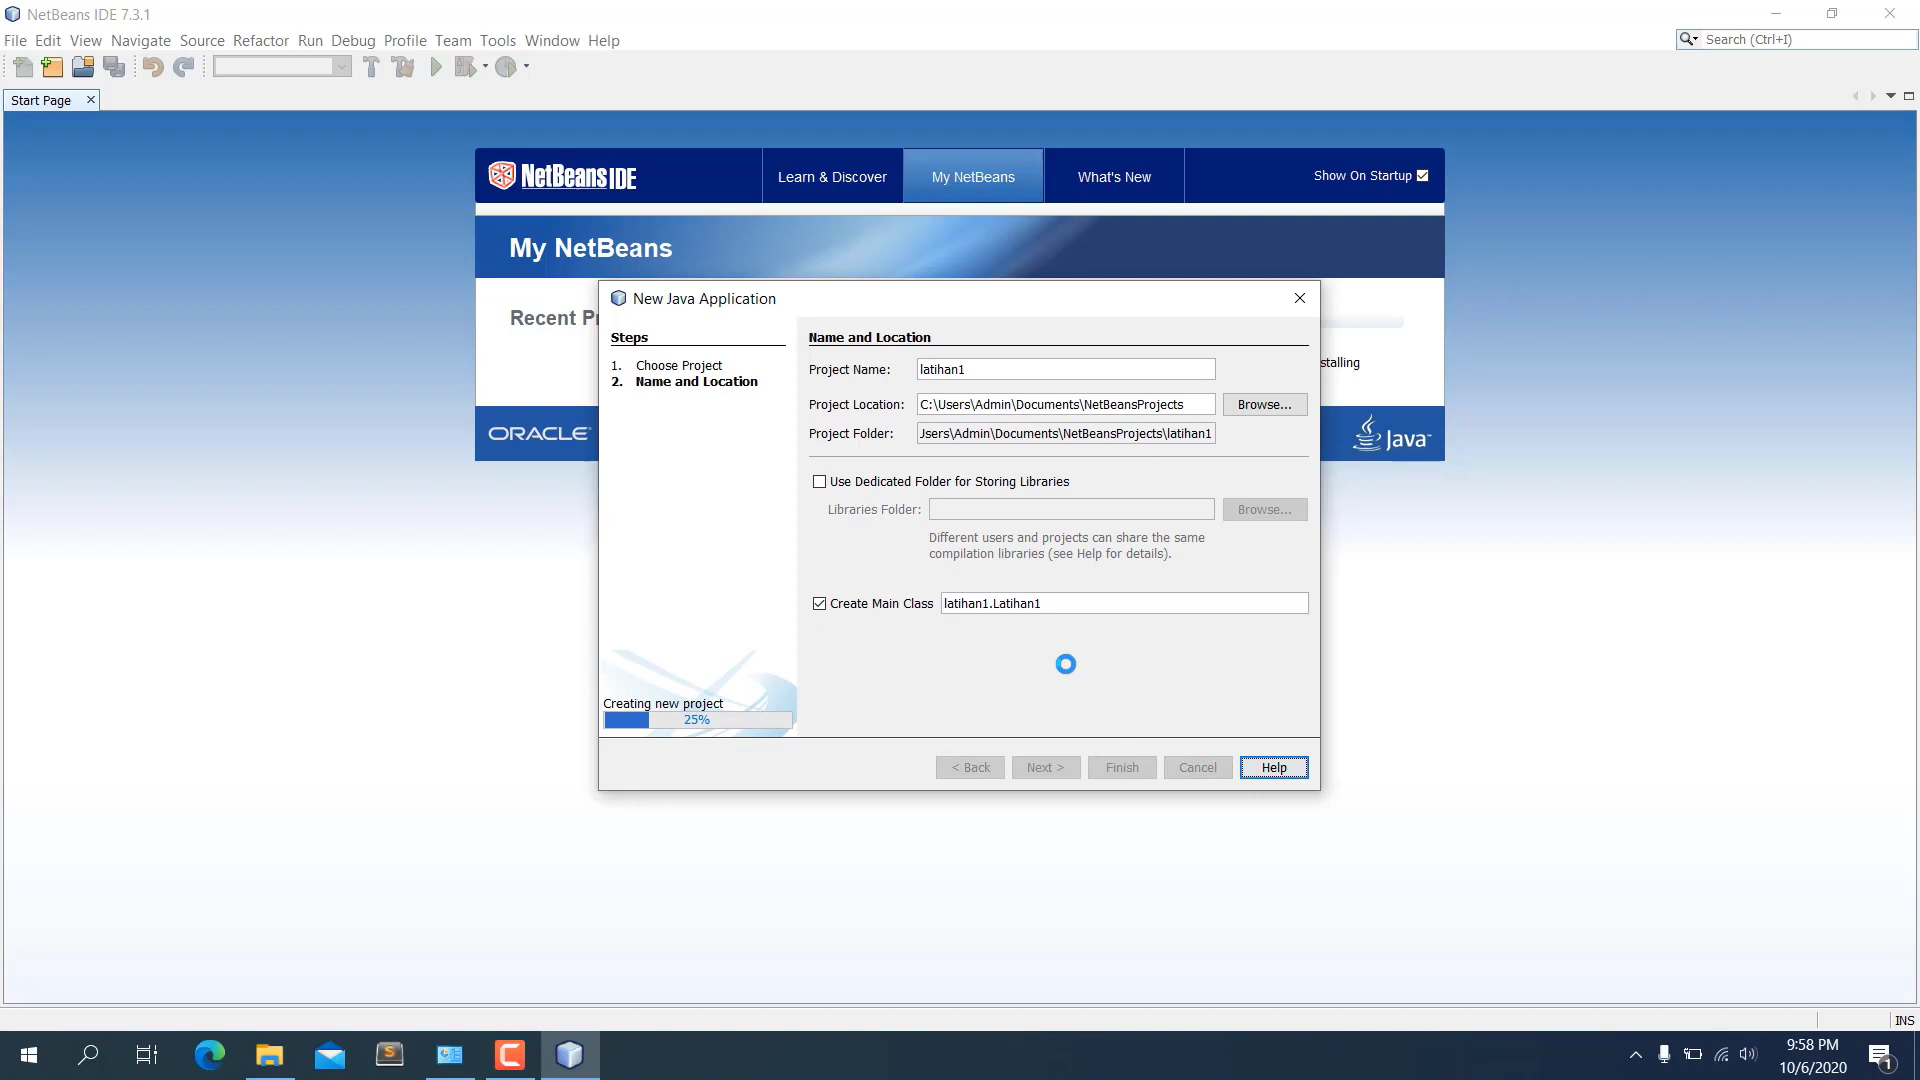 NetBeans IDE 7.3.1
File Edit View Navigate Source Refactor Run Debug Profile Team Tools Window Help
Search (Ctrl+I)
Start Page
NetBeans IDE
Learn & Discover
My NetBeans
What's New
Show On Startup
My NetBeans
Recent Pr
stalling
ORACLE
Java
New Java Application
Steps
1. Choose Project
2. Name and Location
Name and Location
Project Name: latihan1
Project Location: C:\Users\Admin\Documents\NetBeansProjects Browse...
Project Folder: Jsers\Admin\Documents\NetBeansProjects\latihan1
Use Dedicated Folder for Storing Libraries
Libraries Folder: Browse...
Different users and projects can share the same
compilation libraries (see Help for details).
Create Main Class latihan1.Latihan1
Creating new project
25%
< Back Next > Finish Cancel Help
INS
9:58 PM
10/6/2020
1